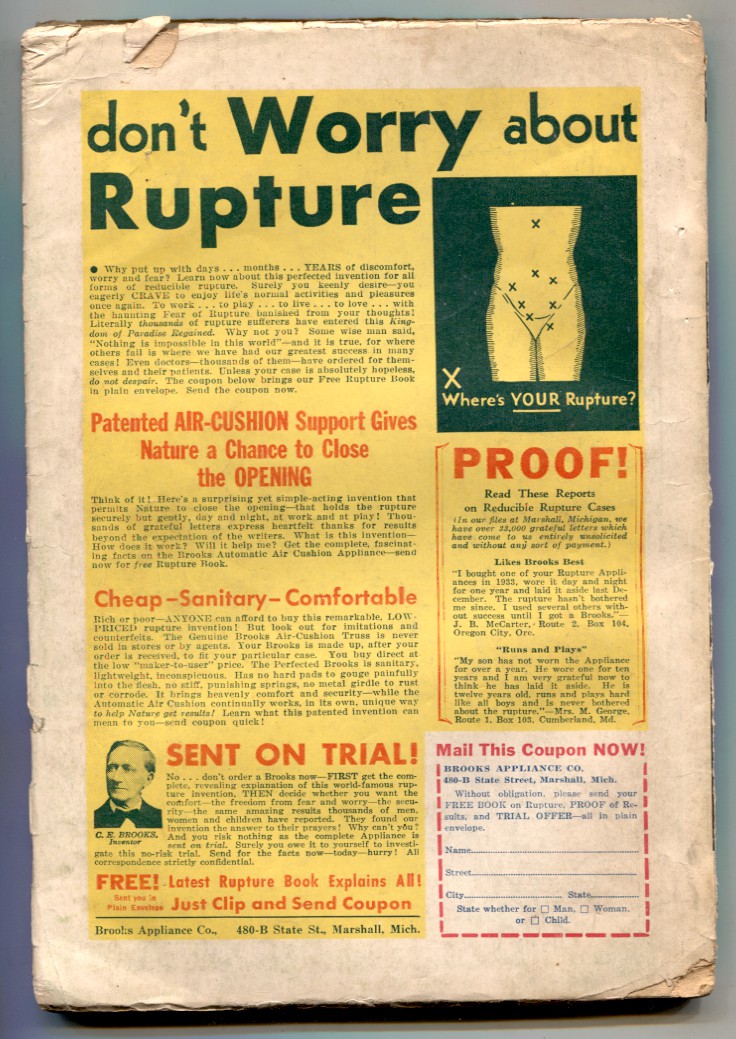 don't Worry about
Rupture
● Why put up with days . . . months . . . YEARS of discomfort,
worry and fear? Learn now about this perfected invention for all
forms of reducible rupture. Surely you keenly desire—you
eagerly CRAVE to enjoy life's normal activities and pleasures
once again. To work . . . to play . . . to live . . . to love . . . with
the haunting Fear of Rupture banished from your thoughts!
Literally thousands of rupture sufferers have entered this King-
dom of Paradise Regained. Why not you? Some wise man said,
"Nothing is impossible in this world"—and it is true, for where
others fail is where we have had our greatest success in many
cases! Even doctors—thousands of them—have ordered for them-
selves and their patients. Unless your case is absolutely hopeless,
do not despair. The coupon below brings our Free Rupture Book
in plain envelope. Send the coupon now.
Patented AIR-CUSHION Support Gives
Nature a Chance to Close
the OPENING
Think of it! Here's a surprising yet simple-acting invention that
permits Nature to close the opening—that holds the rupture
securely but gently, day and night, at work and at play! Thou-
sands of grateful letters express heartfelt thanks for results
beyond the expectation of the writers. What is this invention—
How does it work? Will it help me? Get the complete, fascinat-
ing facts on the Brooks Automatic Air Cushion Appliance—send
now for free Rupture Book.
Cheap–Sanitary–Comfortable
Rich or poor—ANYONE can afford to buy this remarkable, LOW-
PRICED rupture invention! But look out for imitations and
counterfeits. The Genuine Brooks Air-Cushion Truss is never
sold in stores or by agents. Your Brooks is made up, after your
order is received, to fit your particular case. You buy direct at
the low "maker-to-user" price. The Perfected Brooks is sanitary,
lightweight, inconspicuous. Has no hard pads to gouge painfully
into the flesh, no stiff, punishing springs, no metal girdle to rust
or corrode. It brings heavenly comfort and security—while the
Automatic Air Cushion continually works, in its own, unique way
to help Nature get results! Learn what this patented invention can
mean to you—send coupon quick!
C. E. BROOKS,
Inventor
SENT ON TRIAL!
No . . . don't order a Brooks now—FIRST get the com-
plete, revealing explanation of this world-famous rup-
ture invention, THEN decide whether you want the
comfort—the freedom from fear and worry—the secu-
rity—the same amazing results thousands of men,
women and children have reported. They found our
invention the answer to their prayers! Why can't you?
And you risk nothing as the complete Appliance is
sent on trial. Surely you owe it to yourself to investi-
gate this no-risk trial. Send for the facts now—today—hurry! All
correspondence strictly confidential.
FREE! Latest Rupture Book Explains All!
Sent you in
Plain Envelope
Just Clip and Send Coupon
Brooks Appliance Co., 480-B State St., Marshall, Mich.
X
X X
X X
X X
X
Where's YOUR Rupture?
PROOF!
Read These Reports
on Reducible Rupture Cases
(In our files at Marshall, Michigan, we
have over 33,000 grateful letters which
have come to us entirely unsolicited
and without any sort of payment.)
Likes Brooks Best
"I bought one of your Rupture Appli-
ances in 1933, wore it day and night
for one year and laid it aside last De-
cember. The rupture hasn't bothered
me since. I used several others with-
out success until I got a Brooks."—
J. B. McCarter, Route 2, Box 104,
Oregon City, Ore.
"Runs and Plays"
"My son has not worn the Appliance
for over a year. He wore one for ten
years and I am very grateful now to
think he has laid it aside. He is
twelve years old, runs and plays hard
like all boys and is never bothered
about the rupture."—Mrs. M. George,
Route 1, Box 103, Cumberland, Md.
Mail This Coupon NOW!
BROOKS APPLIANCE CO.
480-B State Street, Marshall, Mich.
Without obligation, please send your
FREE BOOK on Rupture, PROOF of Re-
sults, and TRIAL OFFER—all in plain
envelope.
Name
Street
City State
State whether for □ Man, □ Woman,
or □ Child.